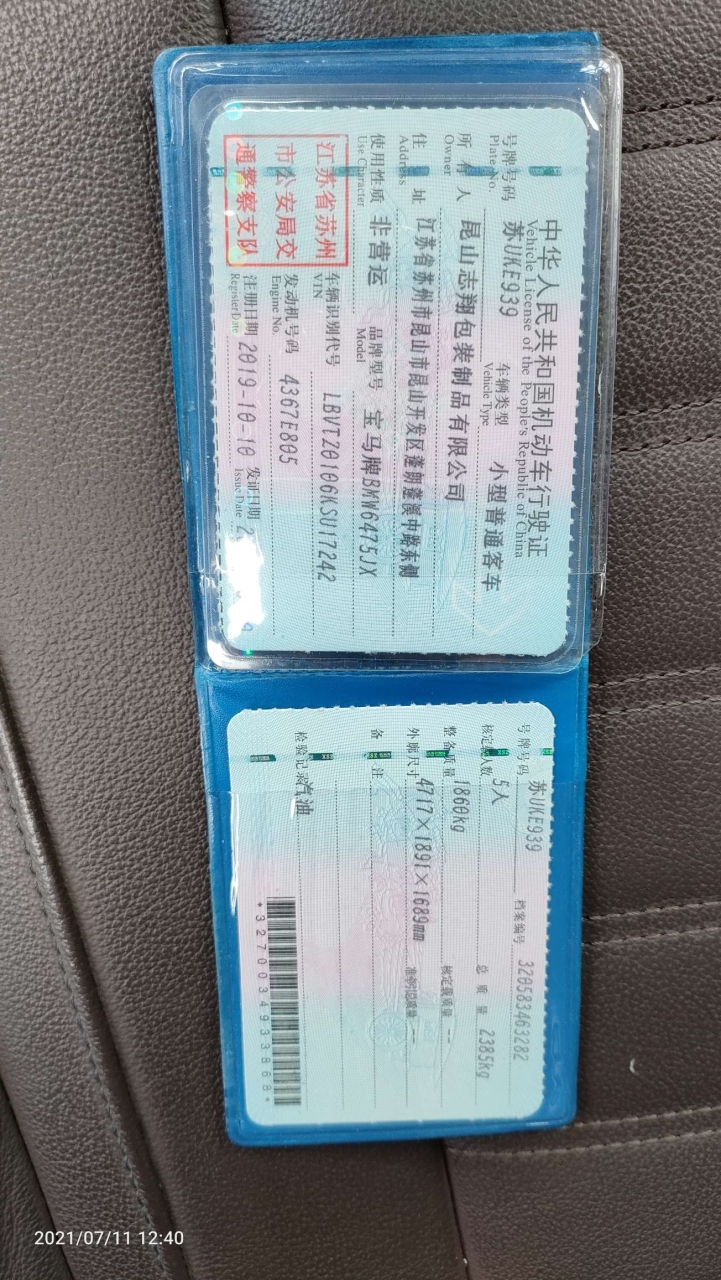 中华人民共和国机动车行驶证
Vehicle License of the People's Republic of China
号牌号码 苏UKE939 车辆类型 小型普通客车
Plate No. Vehicle Type
所有人 昆山志翔包装制品有限公司
Owner
住址 江苏省苏州市昆山市昆山开发区蓬朗蓬溪中路东侧
Address
使用性质 非营运 品牌型号 宝马牌BMW6475JX
Use Character Model
江苏省苏州
市公安局交
通警察支队
车辆识别代号 LBVTZ0106KSU17242
VIN
发动机号码 4367E805
Engine No.
注册日期 2019-10-10 发证日期 2
Register Date Issue Date
号牌号码 苏UKE939 档案编号 320583463282
核定载人数 5人 总质量 2385kg
整备质量 1860kg 核定载质量 --
外廓尺寸 4717×1891×1689mm 准牵引总质量 --
备注
检验记录 汽油
*3270034933868*
2021/07/11 12:40